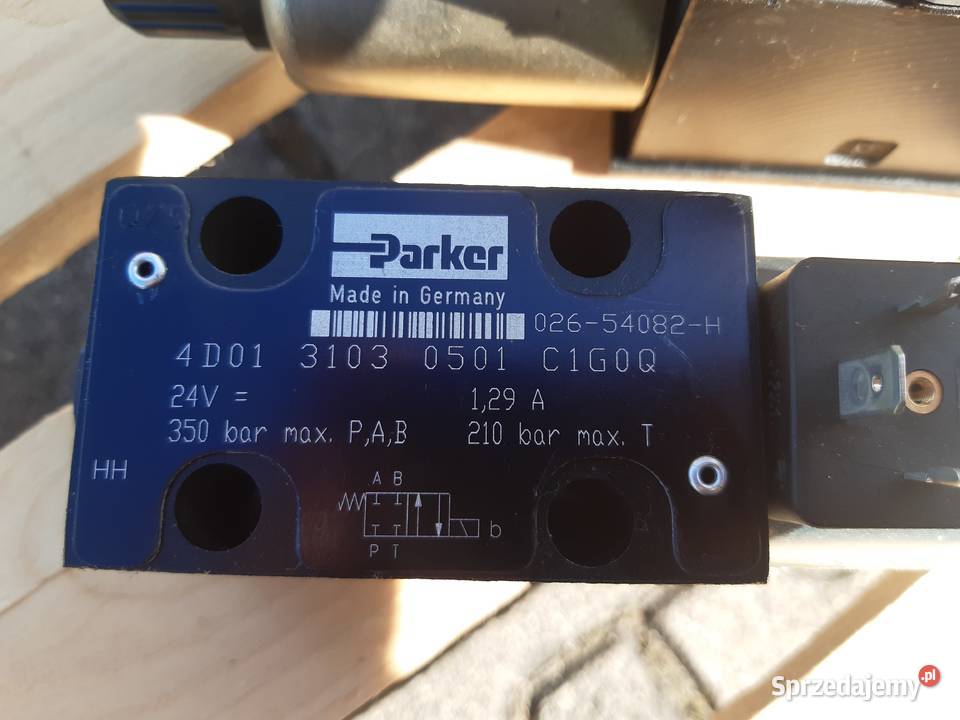 Parker
Made in Germany
026-54082-H
4D01 3103 0501 C1G0Q
24V = 1,29 A
350 bar max. P,A,B 210 bar max. T
HH
A B
b
P T
Sprzedajemy.pl